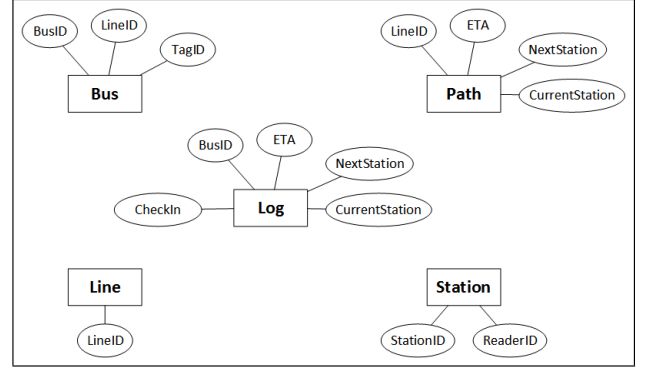 BusID
LineID
TagID
Bus
LineID
ETA
NextStation
CurrentStation
Path
BusID
ETA
NextStation
CurrentStation
CheckIn
Log
Line
LineID
Station
StationID
ReaderID